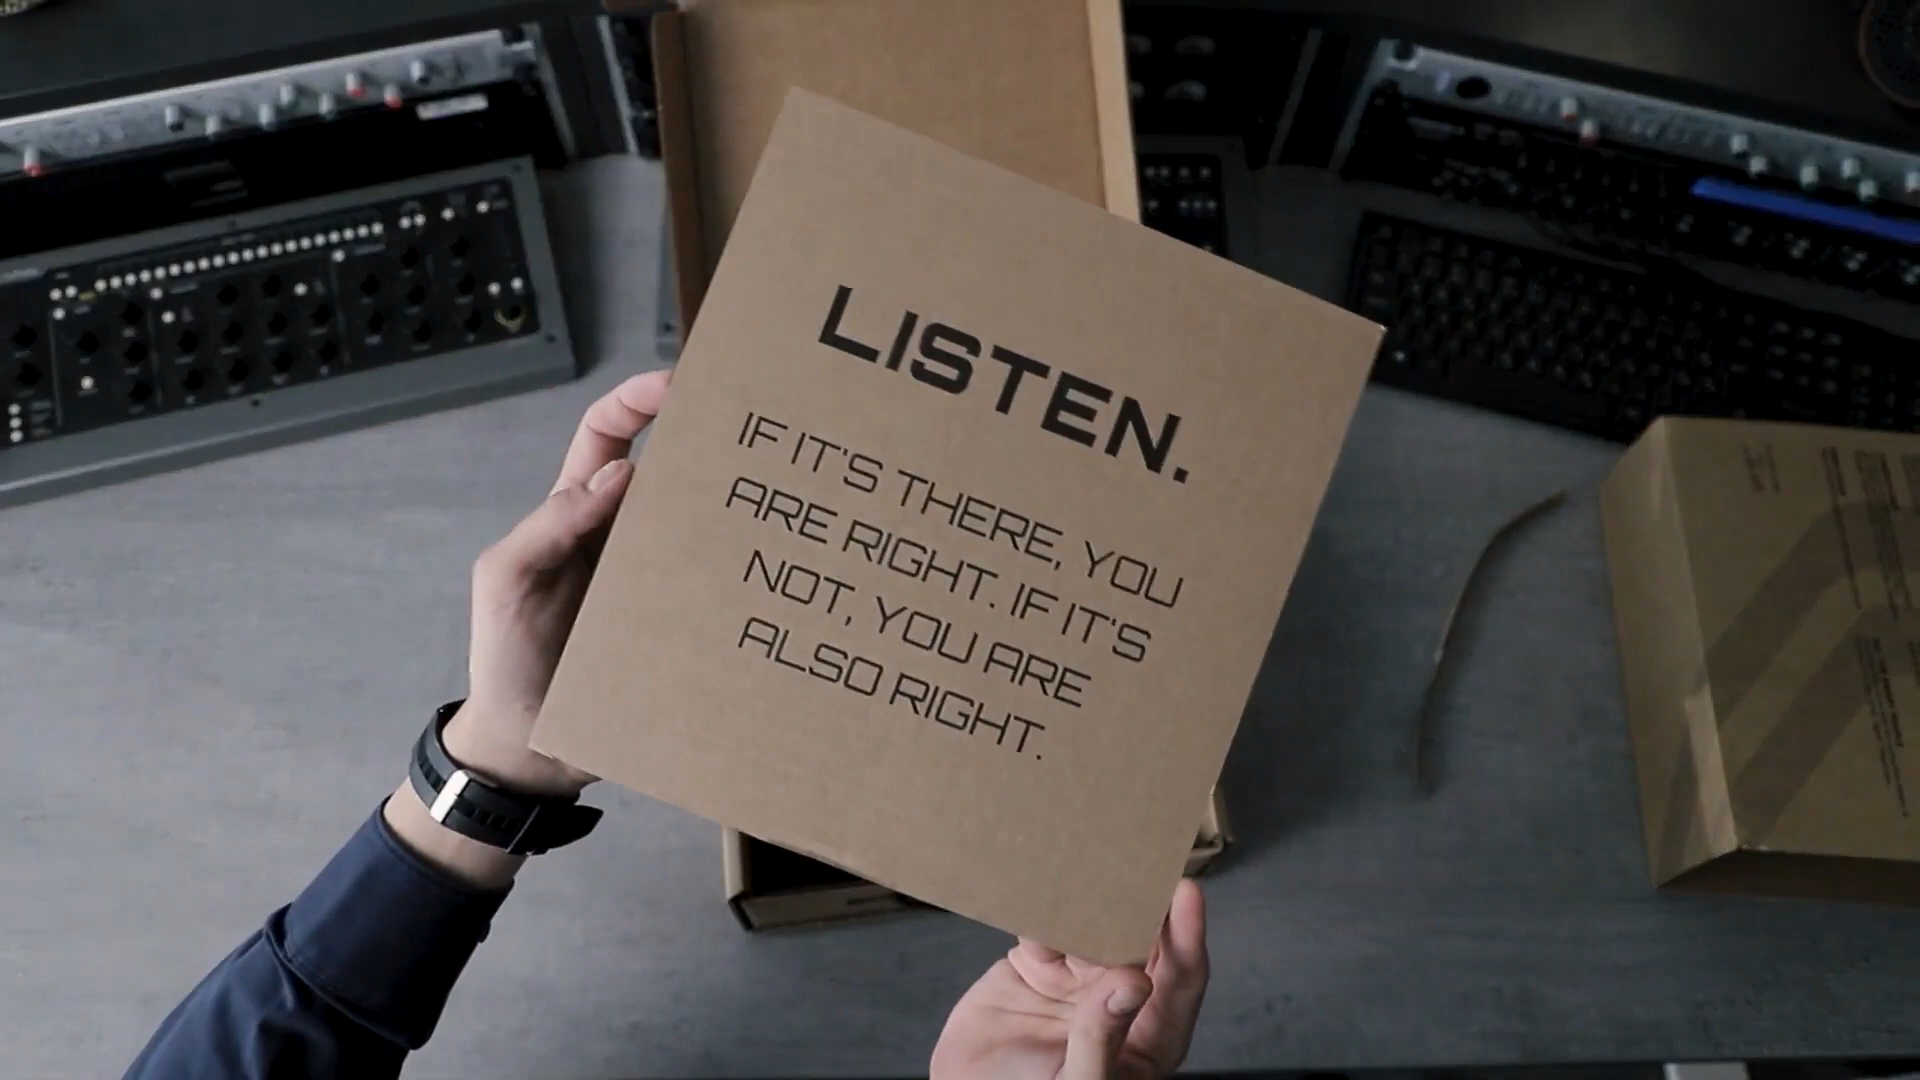 LISTEN.
IF IT'S THERE, YOU
ARE RIGHT. IF IT'S
NOT, YOU ARE
ALSO RIGHT.